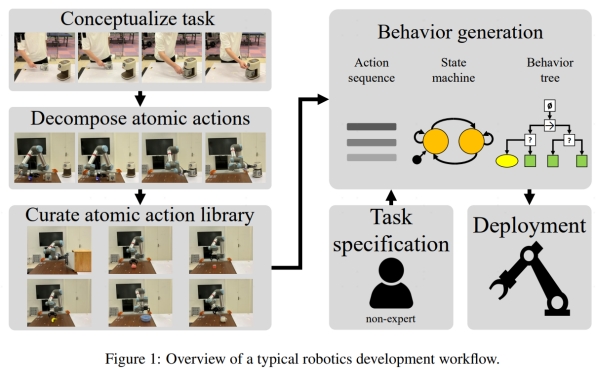 Conceptualize task
Decompose atomic actions
Curate atomic action library
Behavior generation
Action
sequence
State
machine
Behavior
tree
Ø
→
?
?
Task
specification
non-expert
Deployment
Figure 1: Overview of a typical robotics development workflow.